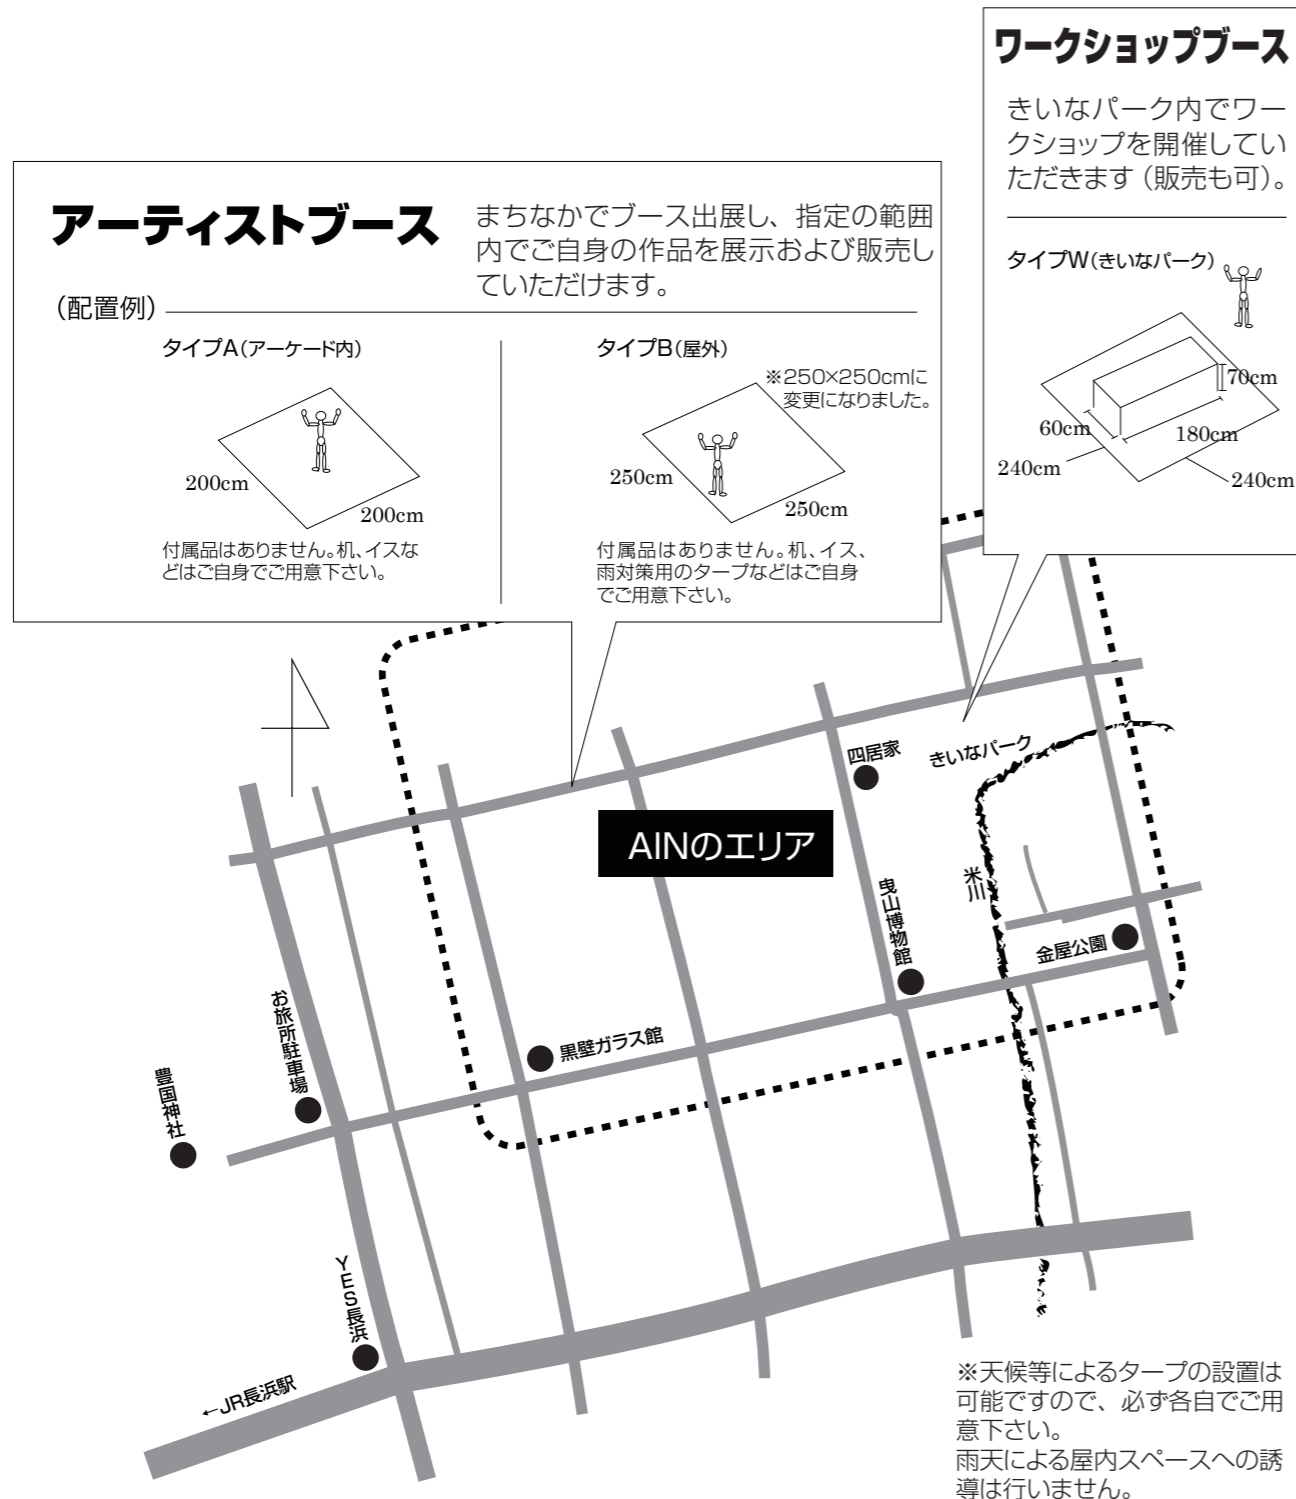 ワークショップブース
きいなパーク内でワー
クショップを開催してい
ただきます（販売も可）。
タイプW(きいなパーク)
70cm
60cm
180cm
240cm
240cm
アーティストブース
まちなかでブース出展し、指定の範囲
内でご自身の作品を展示および販売し
ていただけます。
（配置例）
タイプA(アーケード内)
200cm
200cm
付属品はありません。机、イスな
どはご自身でご用意下さい。
タイプB(屋外)
※250×250cmに
変更になりました。
250cm
250cm
付属品はありません。机、イス、
雨対策用のタープなどはご自身
でご用意下さい。
四居家
きいなパーク
AINのエリア
米川
曳山博物館
金屋公園
お旅所駐車場
黒壁ガラス館
豊国神社
YES長浜
←JR長浜駅
※天候等によるタープの設置は
可能ですので、必ず各自でご用
意下さい。
雨天による屋内スペースへの誘
導は行いません。